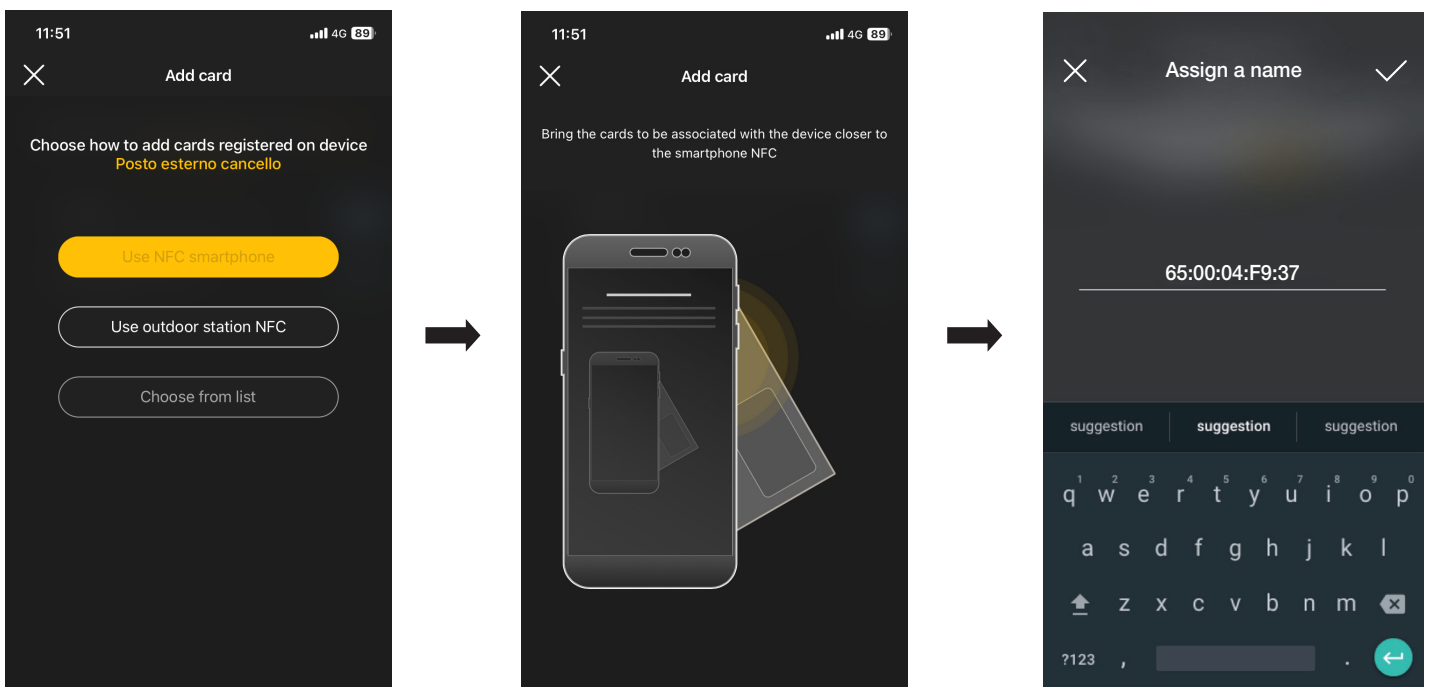 11:51
4G 89
Add card
Choose how to add cards registered on device
Posto esterno cancello
Use NFC smartphone
Use outdoor station NFC
Choose from list
11:51
4G 89
Add card
Bring the cards to be associated with the device closer to
the smartphone NFC
Assign a name
65:00:04:F9:37
suggestion suggestion suggestion
1 2 3 4 5 6 7 8 9 0
q w e r t y u i o p
a s d f g h j k l
z x c v b n m
?123 , .